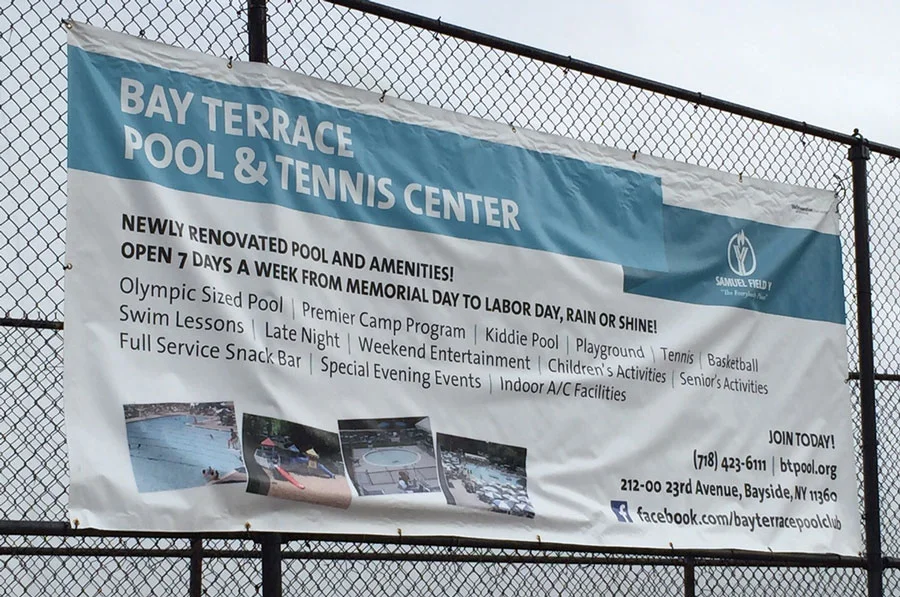 BAY TERRACE
POOL & TENNIS CENTER
SAMUEL FIELD Y
NEWLY RENOVATED POOL AND AMENITIES!
OPEN 7 DAYS A WEEK FROM MEMORIAL DAY TO LABOR DAY, RAIN OR SHINE!
Olympic Sized Pool | Premier Camp Program | Kiddie Pool | Playground | Tennis | Basketball
Swim Lessons | Late Night | Weekend Entertainment | Children's Activities | Senior's Activities
Full Service Snack Bar | Special Evening Events | Indoor A/C Facilities
JOIN TODAY!
(718) 423-6111 | btpool.org
212-00 23rd Avenue, Bayside, NY 11360
f facebook.com/bayterracepoolclub